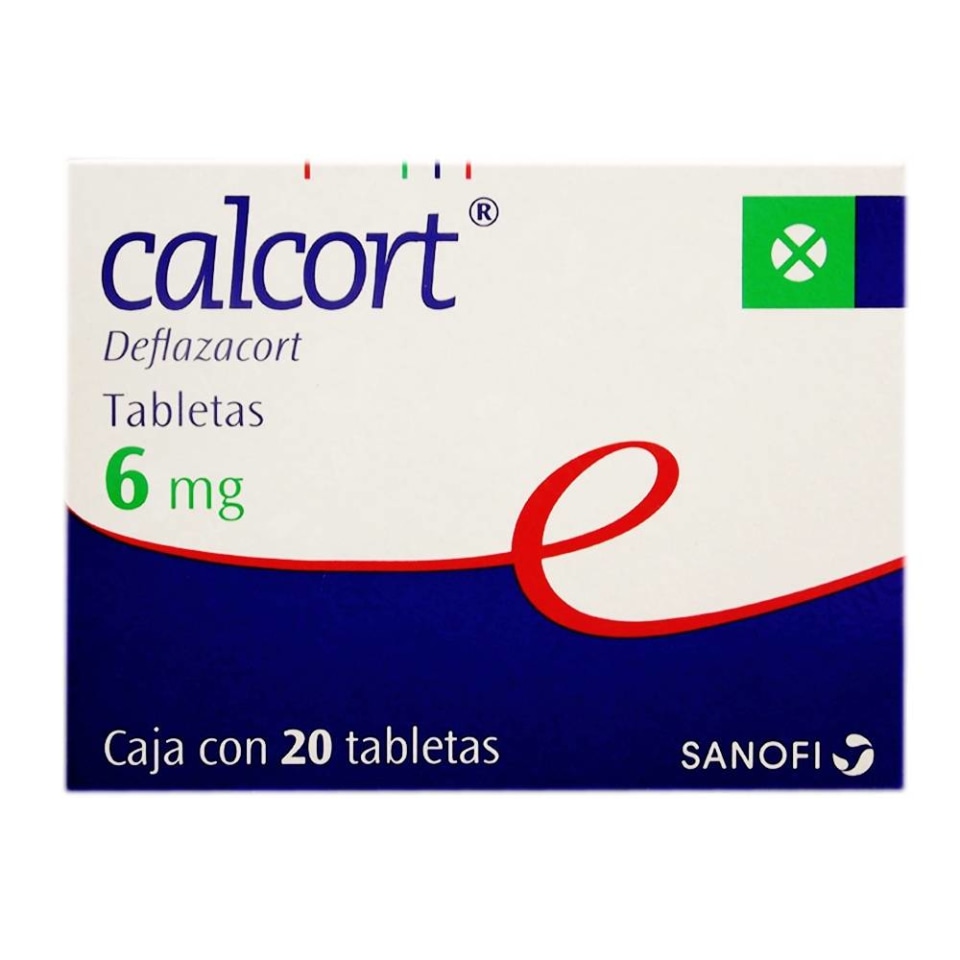 calcort®
Deflazacort
Tabletas
6 mg
Caja con 20 tabletas
SANOFI